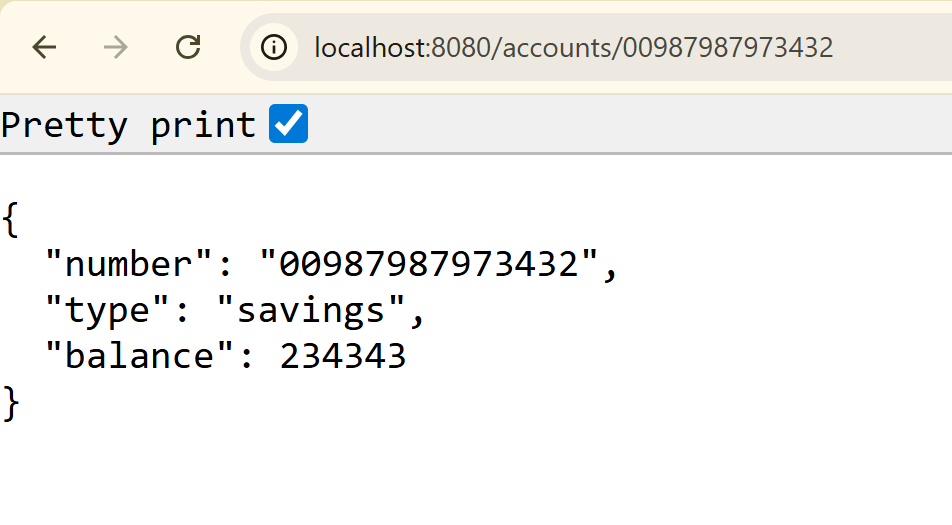 localhost:8080/accounts/00987987973432
Pretty print
{
  "number": "00987987973432",
  "type": "savings",
  "balance": 234343
}